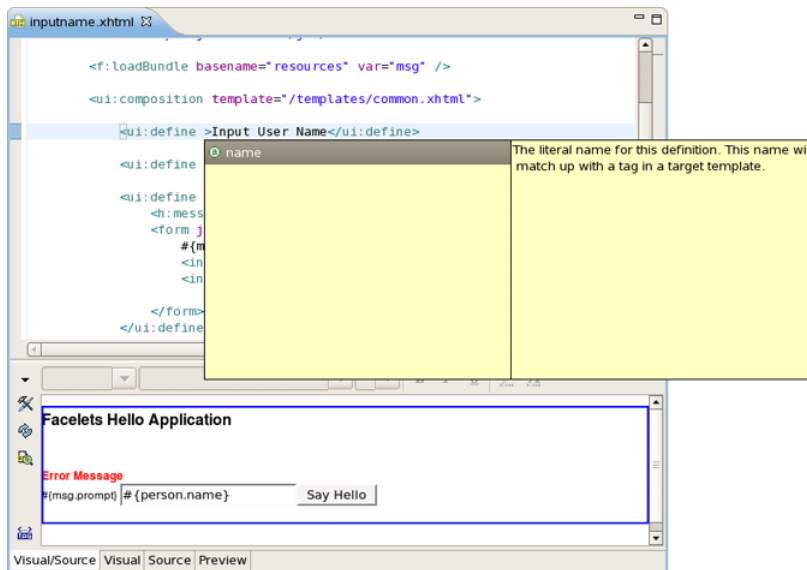 inputname.xhtml
<f:loadBundle basename="resources" var="msg" />
<ui:composition template="/templates/common.xhtml">
<ui:define >Input User Name</ui:define>
name
The literal name for this definition. This name wi
match up with a tag in a target template.
<ui:define
<ui:define
<h:mess
<form j
#{m
<in
<in
</form>
</ui:define
Facelets Hello Application
Error Message
#{msg.prompt} #{person.name} Say Hello
Visual/Source Visual Source Preview